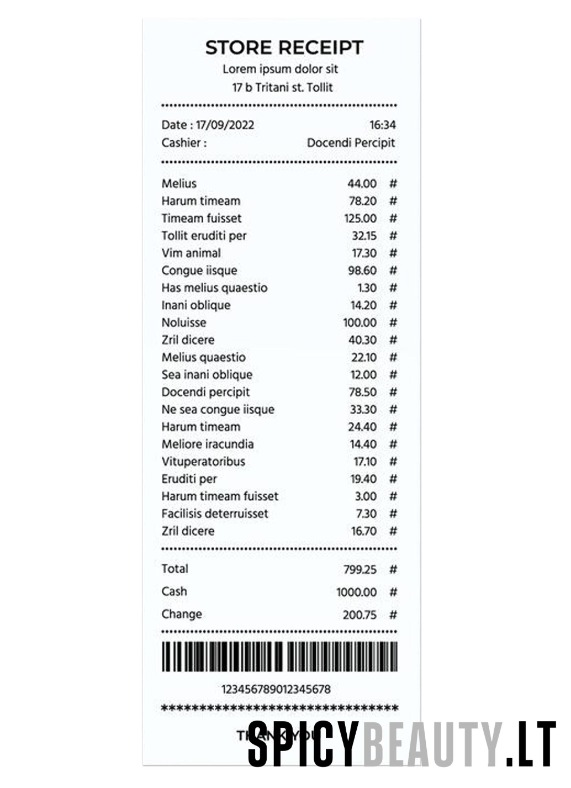 STORE RECEIPT
Lorem ipsum dolor sit
17 b Tritani st. Tollit
Date : 17/09/2022 16:34
Cashier : Docendi Percipit
Melius 44.00 #
Harum timeam 78.20 #
Timeam fuisset 125.00 #
Tollit eruditi per 32.15 #
Vim animal 17.30 #
Congue iisque 98.60 #
Has melius quaestio 1.30 #
Inani oblique 14.20 #
Noluisse 100.00 #
Zril dicere 40.30 #
Melius quaestio 22.10 #
Sea inani oblique 12.00 #
Docendi percipit 78.50 #
Ne sea congue iisque 33.30 #
Harum timeam 24.40 #
Meliore iracundia 14.40 #
Vituperatoribus 17.10 #
Eruditi per 19.40 #
Harum timeam fuisset 3.00 #
Facilisis deterruisset 7.30 #
Zril dicere 16.70 #
Total 799.25 #
Cash 1000.00 #
Change 200.75 #
123456789012345678
*********************************
THANK YOU
SPICYBEAUTY.LT